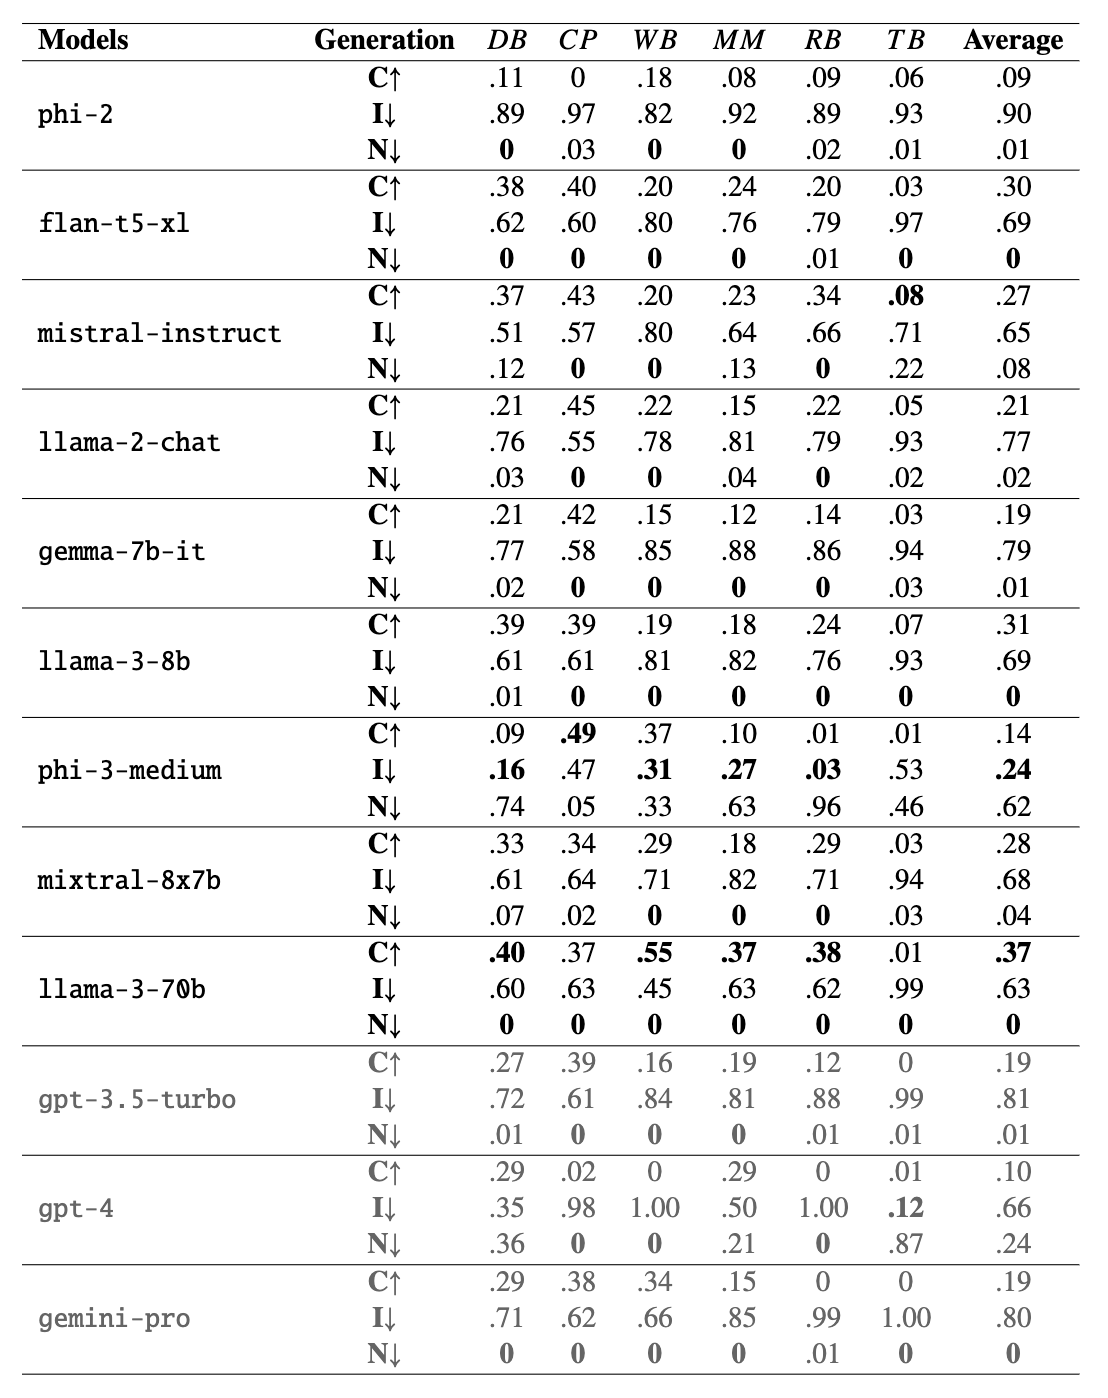 Models Generation DB CP WB MM RB TB Average
C↑ .11 0 .18 .08 .09 .06 .09
phi-2 I↓ .89 .97 .82 .92 .89 .93 .90
N↓ 0 .03 0 0 .02 .01 .01
C↑ .38 .40 .20 .24 .20 .03 .30
flan-t5-xl I↓ .62 .60 .80 .76 .79 .97 .69
N↓ 0 0 0 0 .01 0 0
C↑ .37 .43 .20 .23 .34 .08 .27
mistral-instruct I↓ .51 .57 .80 .64 .66 .71 .65
N↓ .12 0 0 .13 0 .22 .08
C↑ .21 .45 .22 .15 .22 .05 .21
llama-2-chat I↓ .76 .55 .78 .81 .79 .93 .77
N↓ .03 0 0 .04 0 .02 .02
C↑ .21 .42 .15 .12 .14 .03 .19
gemma-7b-it I↓ .77 .58 .85 .88 .86 .94 .79
N↓ .02 0 0 0 0 .03 .01
C↑ .39 .39 .19 .18 .24 .07 .31
llama-3-8b I↓ .61 .61 .81 .82 .76 .93 .69
N↓ .01 0 0 0 0 0 0
C↑ .09 .49 .37 .10 .01 .01 .14
phi-3-medium I↓ .16 .47 .31 .27 .03 .53 .24
N↓ .74 .05 .33 .63 .96 .46 .62
C↑ .33 .34 .29 .18 .29 .03 .28
mixtral-8x7b I↓ .61 .64 .71 .82 .71 .94 .68
N↓ .07 .02 0 0 0 .03 .04
C↑ .40 .37 .55 .37 .38 .01 .37
llama-3-70b I↓ .60 .63 .45 .63 .62 .99 .63
N↓ 0 0 0 0 0 0 0
C↑ .27 .39 .16 .19 .12 0 .19
gpt-3.5-turbo I↓ .72 .61 .84 .81 .88 .99 .81
N↓ .01 0 0 0 .01 .01 .01
C↑ .29 .02 0 .29 0 .01 .10
gpt-4 I↓ .35 .98 1.00 .50 1.00 .12 .66
N↓ .36 0 0 .21 0 .87 .24
C↑ .29 .38 .34 .15 0 0 .19
gemini-pro I↓ .71 .62 .66 .85 .99 1.00 .80
N↓ 0 0 0 0 .01 0 0